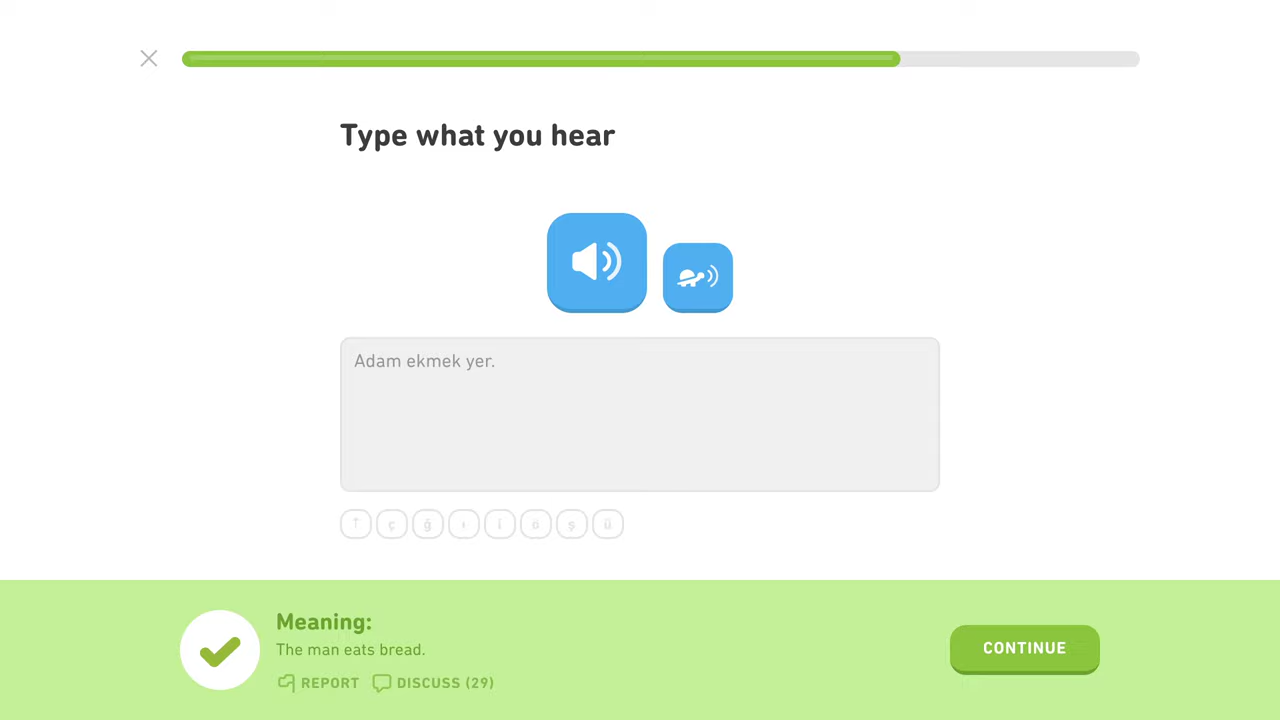 Type what you hear
Adam ekmek yer.
↑ ç ğ ı i ö ş ü
Meaning:
The man eats bread.
REPORT DISCUSS (29)
CONTINUE